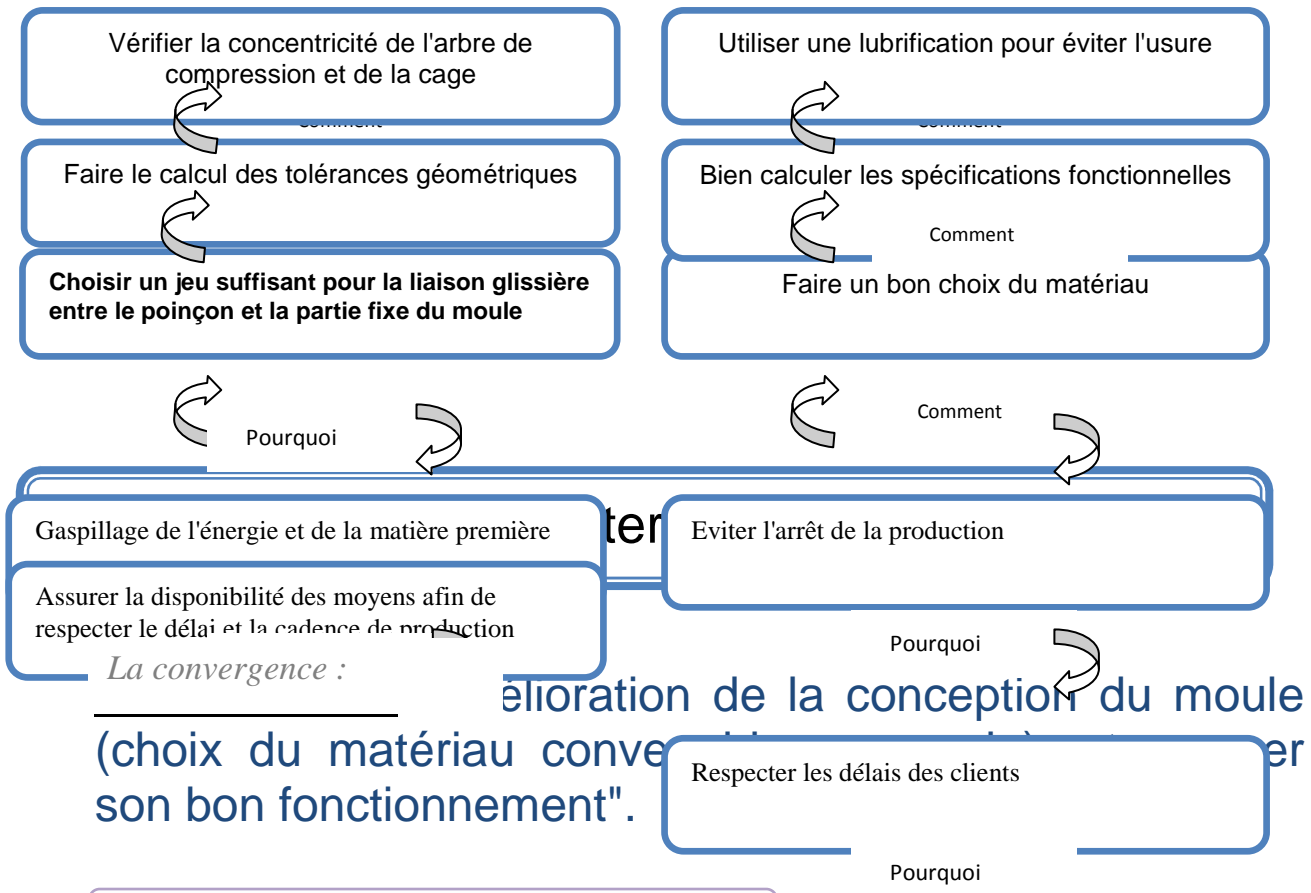 Vérifier la concentricité de l'arbre de
compression et de la cage
Utiliser une lubrification pour éviter l'usure
Comment
Comment
Faire le calcul des tolérances géométriques
Bien calculer les spécifications fonctionnelles
Comment
Choisir un jeu suffisant pour la liaison glissière
entre le poinçon et la partie fixe du moule
Faire un bon choix du matériau
Comment
Pourquoi
Gaspillage de l'énergie et de la matière première
Eviter l'arrêt de la production
Assurer la disponibilité des moyens afin de
respecter le délai et la cadence de production
Pourquoi
La convergence :
élioration de la conception du moule
(choix du matériau
son bon fonctionnement".
Respecter les délais des clients
Pourquoi